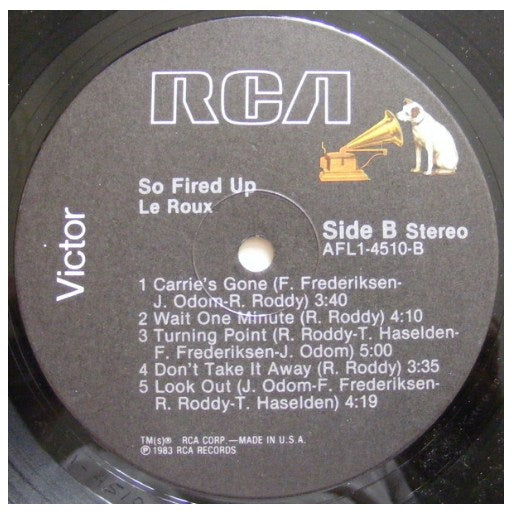 RCA
Victor
So Fired Up
Le Roux
Side B Stereo
AFL1-4510-B
1 Carrie's Gone (F. Frederiksen-
J. Odom-R. Roddy) 3:40
2 Wait One Minute (R. Roddy) 4:10
3 Turning Point (R. Roddy-T. Haselden-
F. Frederiksen-J. Odom) 5:00
4 Don't Take It Away (R. Roddy) 3:35
5 Look Out (J. Odom-F. Frederiksen-
R. Roddy-T. Haselden) 4:19
TM(s)® RCA CORP.—MADE IN U.S.A.
℗ 1983 RCA RECORDS